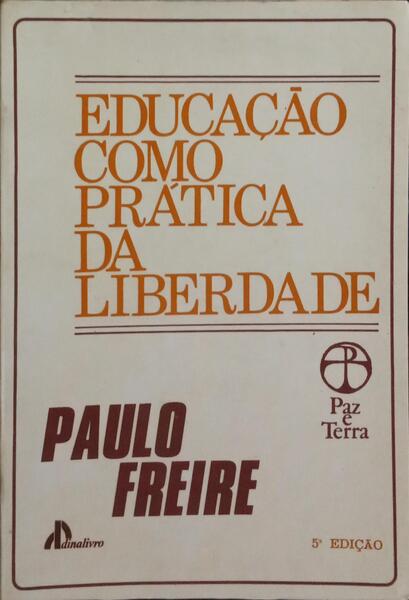 EDUCAÇÃO
COMO
PRÁTICA
DA
LIBERDADE
Paz
e
Terra
PAULO
FREIRE
dinalivro
5ª EDIÇÃO